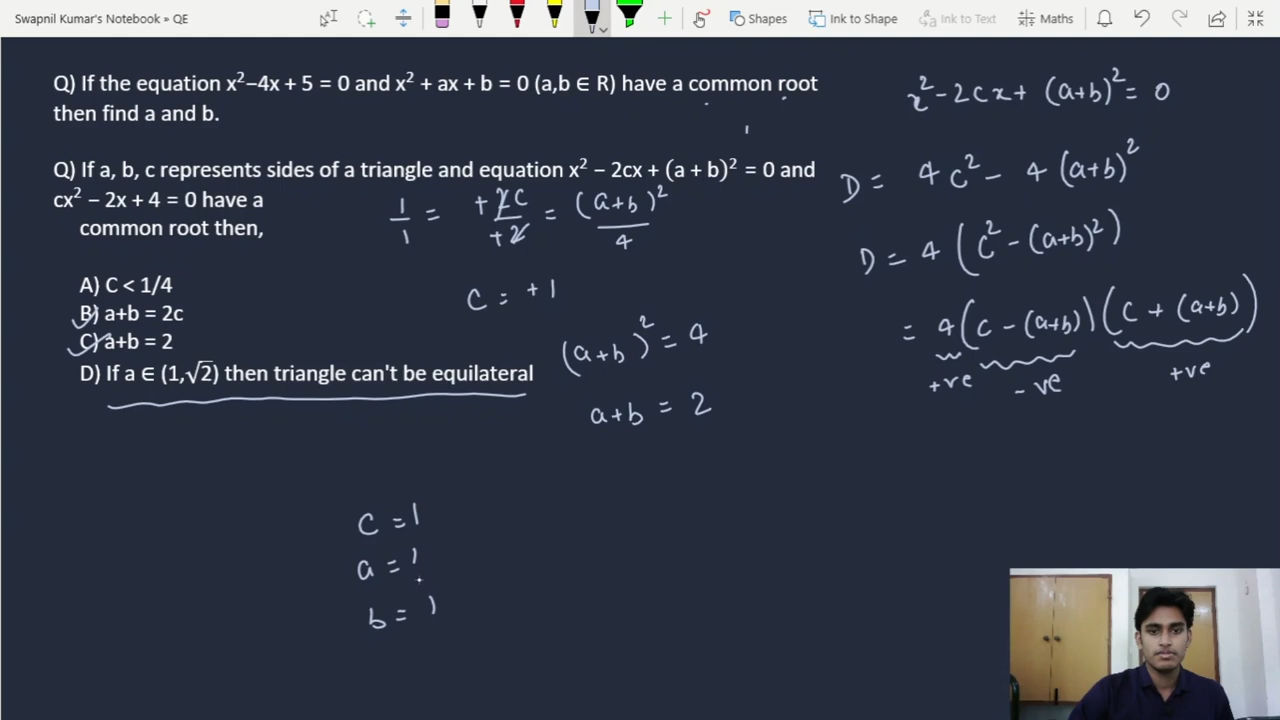 Swapnil Kumar's Notebook » QE
Shapes
Ink to Shape
Ink to Text
Maths
Q) If the equation x²−4x + 5 = 0 and x² + ax + b = 0 (a,b ∈ R) have a common root
then find a and b.
Q) If a, b, c represents sides of a triangle and equation x² − 2cx + (a + b)² = 0 and
cx² − 2x + 4 = 0 have a
common root then,
A) C < 1/4
B) a+b = 2c
C) a+b = 2
D) If a ∈ (1,√2) then triangle can't be equilateral
1/1 = +2c/+2 = (a+b)²/4
c = +1
(a+b)² = 4
a+b = 2
c = 1
a = 1
b = 1
x² - 2cx + (a+b)² = 0
D = 4c² - 4(a+b)²
D = 4(c² - (a+b)²)
= 4(c - (a+b))(c + (a+b))
+ve - ve +ve